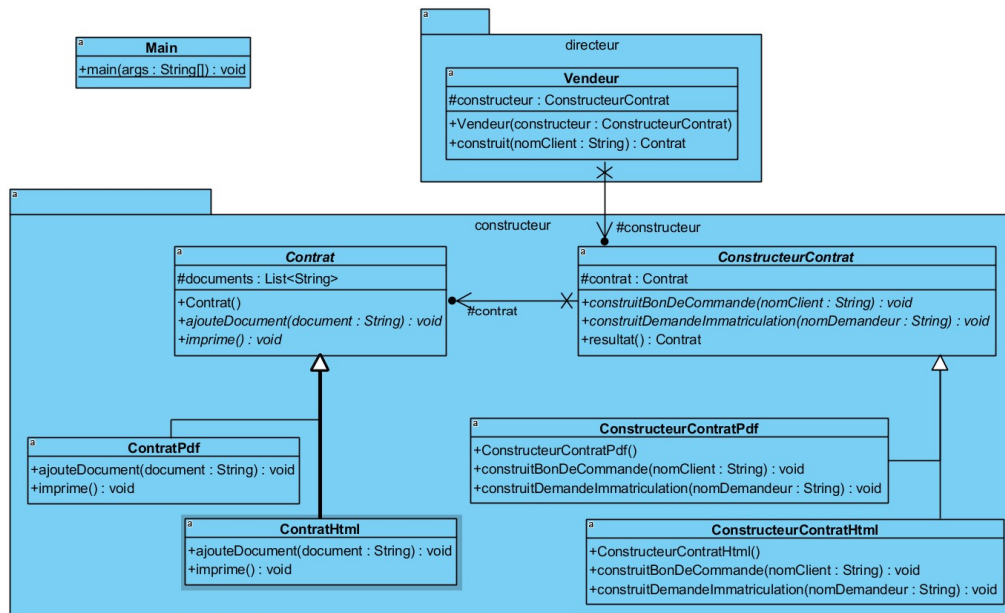 a
Main
+main(args : String[]) : void
a
directeur
a
Vendeur
#constructeur : ConstructeurContrat
+Vendeur(constructeur : ConstructeurContrat)
+construit(nomClient : String) : Contrat
a
constructeur
#constructeur
a
Contrat
#documents : List<String>
+Contrat()
+ajouteDocument(document : String) : void
+imprime() : void
#contrat
a
ConstructeurContrat
#contrat : Contrat
+construitBonDeCommande(nomClient : String) : void
+construitDemandeImmatriculation(nomDemandeur : String) : void
+resultat() : Contrat
a
ContratPdf
+ajouteDocument(document : String) : void
+imprime() : void
a
ConstructeurContratPdf
+ConstructeurContratPdf()
+construitBonDeCommande(nomClient : String) : void
+construitDemandeImmatriculation(nomDemandeur : String) : void
a
ContratHtml
+ajouteDocument(document : String) : void
+imprime() : void
a
ConstructeurContratHtml
+ConstructeurContratHtml()
+construitBonDeCommande(nomClient : String) : void
+construitDemandeImmatriculation(nomDemandeur : String) : void